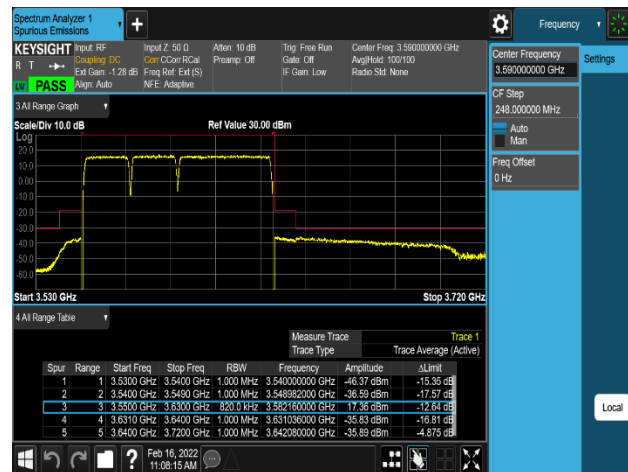 Spectrum Analyzer 1
Spurious Emissions
Frequency
KEYSIGHT
R T
LW PASS
Input: RF
Coupling: DC
Ext Gain: -1.28 dB
Align: Auto
Input Z: 50 Ω
Corr CCorr RCal
Freq Ref: Ext (S)
NFE: Adaptive
Atten: 10 dB
Preamp: Off
Trig: Free Run
Gate: Off
IF Gain: Low
Center Freq: 3.590000000 GHz
Avg|Hold: 100/100
Radio Std: None
Center Frequency
3.590000000 GHz
Settings
CF Step
248.000000 MHz
Auto
Man
Freq Offset
0 Hz
Local
3 All Range Graph
Scale/Div 10.0 dB
Ref Value 30.00 dBm
Log
20.0
10.0
0.00
-10.0
-20.0
-30.0
-40.0
-50.0
-60.0
Start 3.530 GHz
Stop 3.720 GHz
4 All Range Table
Measure Trace Trace 1
Trace Type Trace Average (Active)
Spur Range Start Freq Stop Freq RBW Frequency Amplitude ΔLimit
1 1 3.5300 GHz 3.5400 GHz 1.000 MHz 3.540000000 GHz -46.37 dBm -15.35 dB
2 2 3.5400 GHz 3.5490 GHz 1.000 MHz 3.548982000 GHz -36.59 dBm -17.57 dB
3 3 3.5500 GHz 3.6300 GHz 820.0 kHz 3.582160000 GHz 17.36 dBm -12.64 dB
4 4 3.6310 GHz 3.6400 GHz 1.000 MHz 3.631036000 GHz -35.83 dBm -16.81 dB
5 5 3.6400 GHz 3.7200 GHz 1.000 MHz 3.642080000 GHz -35.89 dBm -4.875 dB
Feb 16, 2022
11:08:15 AM